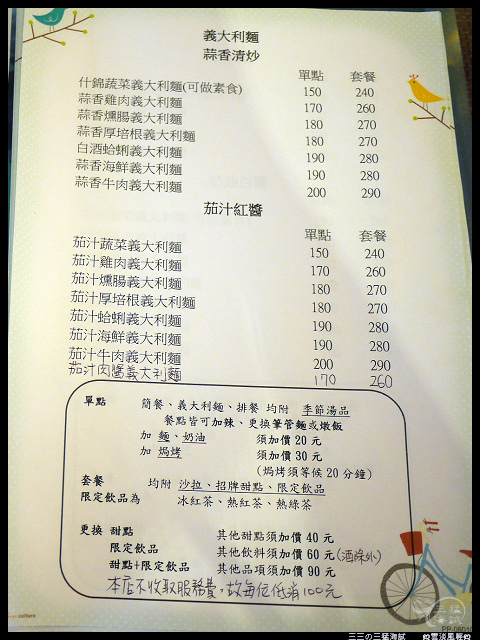 義大利麵
蒜香清炒
單點 套餐
什錦蔬菜義大利麵(可做素食) 150 240
蒜香雞肉義大利麵 170 260
蒜香燻腸義大利麵 180 270
蒜香厚培根義大利麵 180 270
白酒蛤蜊義大利麵 190 280
蒜香海鮮義大利麵 190 280
蒜香牛肉義大利麵 200 290
茄汁紅醬
單點 套餐
茄汁蔬菜義大利麵 150 240
茄汁雞肉義大利麵 170 260
茄汁燻腸義大利麵 180 270
茄汁厚培根義大利麵 180 270
茄汁蛤蜊義大利麵 190 280
茄汁海鮮義大利麵 190 280
茄汁牛肉義大利麵 200 290
茄汁肉醬義大利麵 170 260
單點 簡餐、義大利麵、排餐 均附 季節湯品
餐點皆可加辣、更換筆管麵或燉飯
加 麵、奶油 須加價 20 元
加 焗烤 須加價 30 元
(焗烤須等候 20 分鐘)
套餐 均附 沙拉、招牌甜點、限定飲品
限定飲品為 冰紅茶、熱紅茶、熱綠茶
更換 甜點 其他甜點須加價 40 元
限定飲品 其他飲料須加價 60 元(酒除外)
甜點+限定飲品 其他品項須加價 90 元
本店不收取服務費，故每位低消100元
culture
三三の三猛海賊